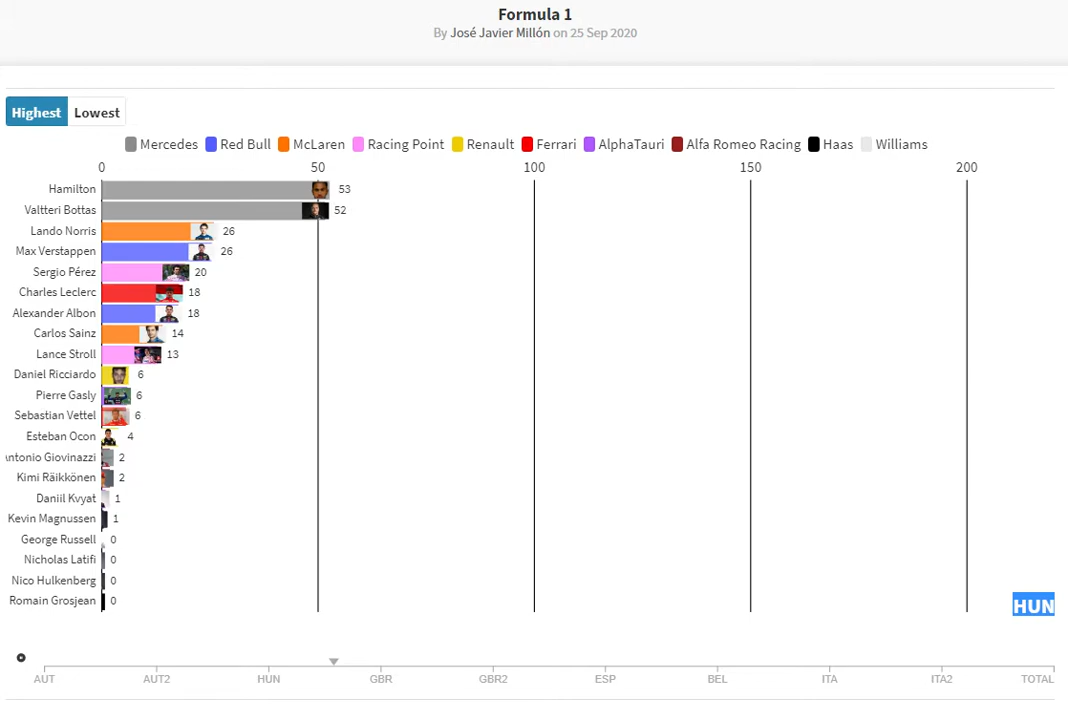 Formula 1
By José Javier Millón on 25 Sep 2020
Highest Lowest
Mercedes Red Bull McLaren Racing Point Renault Ferrari AlphaTauri Alfa Romeo Racing Haas Williams
0 50 100 150 200
Hamilton 53
Valtteri Bottas 52
Lando Norris 26
Max Verstappen 26
Sergio Pérez 20
Charles Leclerc 18
Alexander Albon 18
Carlos Sainz 14
Lance Stroll 13
Daniel Ricciardo 6
Pierre Gasly 6
Sebastian Vettel 6
Esteban Ocon 4
ntonio Giovinazzi 2
Kimi Räikkönen 2
Daniil Kvyat 1
Kevin Magnussen 1
George Russell 0
Nicholas Latifi 0
Nico Hulkenberg 0
Romain Grosjean 0
HUN
AUT AUT2 HUN GBR GBR2 ESP BEL ITA ITA2 TOTAL